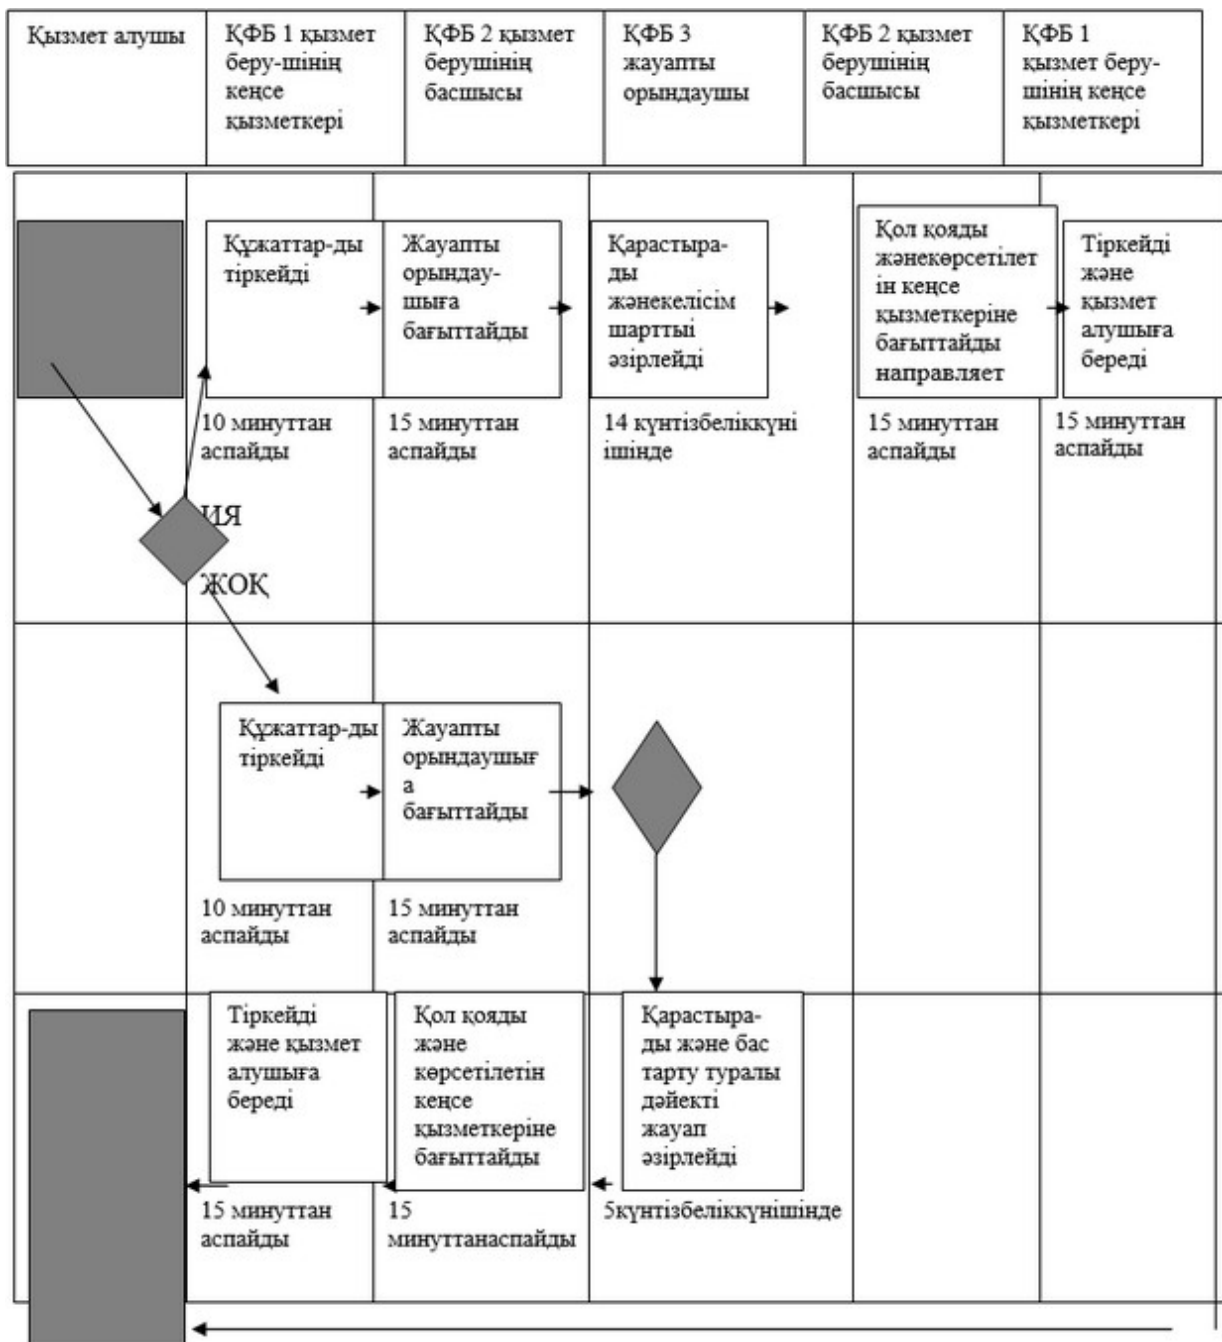 Қызмет алушы
ҚФБ 1 қызмет
беру-шінің
кеңсе
қызметкері
ҚФБ 2 қызмет
берушінің
басшысы
ҚФБ 3
жауапты
орындаушы
ҚФБ 2 қызмет
берушінің
басшысы
ҚФБ 1
қызмет беру-
шінің кеңсе
қызметкері
Құжаттар-ды
тіркейді
Жауапты
орындау-
шыға
бағыттайды
Қарастыра-
ды
жәнекелісім
шарттыі
әзірлейді
Қол қояды
жәнекөрсетілет
ін кеңсе
қызметкеріне
бағыттайды
направляет
Тіркейді
және
қызмет
алушыға
береді
10 минуттан
аспайды
15 минуттан
аспайды
14 күнтізбеліккүні
ішінде
15 минуттан
аспайды
15 минуттан
аспайды
ИЯ
ЖОҚ
Құжаттар-ды
тіркейді
Жауапты
орындаушығ
а
бағыттайды
10 минуттан
аспайды
15 минуттан
аспайды
Тіркейді
және қызмет
алушыға
береді
Қол қояды
және
көрсетілетін
кеңсе
қызметкеріне
бағыттайды
Қарастыра-
ды және бас
тарту туралы
дәйекті
жауап
әзірлейді
15 минуттан
аспайды
15
минуттанаспайды
5күнтізбеліккүнішінде